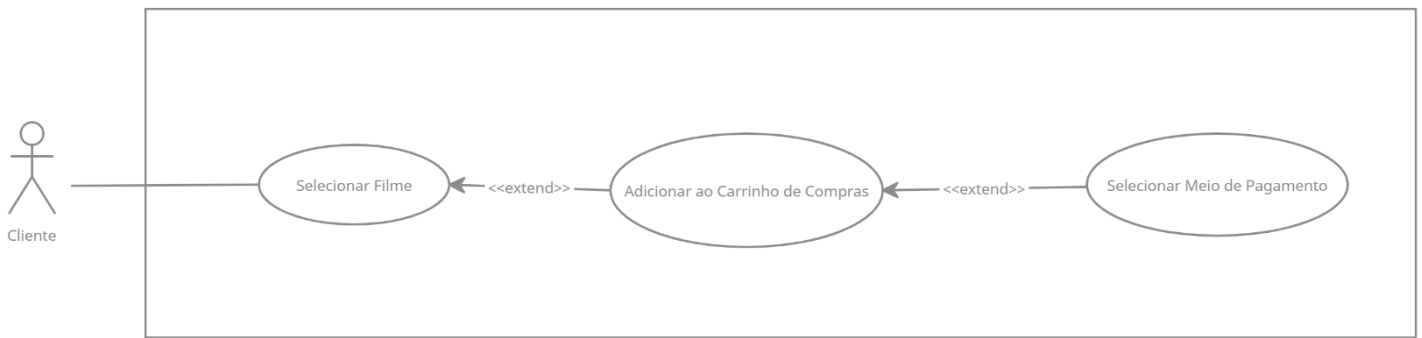 Cliente
Selecionar Filme
<<extend>>
Adicionar ao Carrinho de Compras
<<extend>>
Selecionar Meio de Pagamento